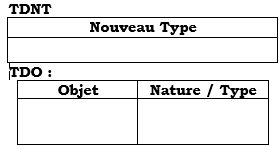 TDNT
Nouveau Type
TDO :
Objet Nature / Type